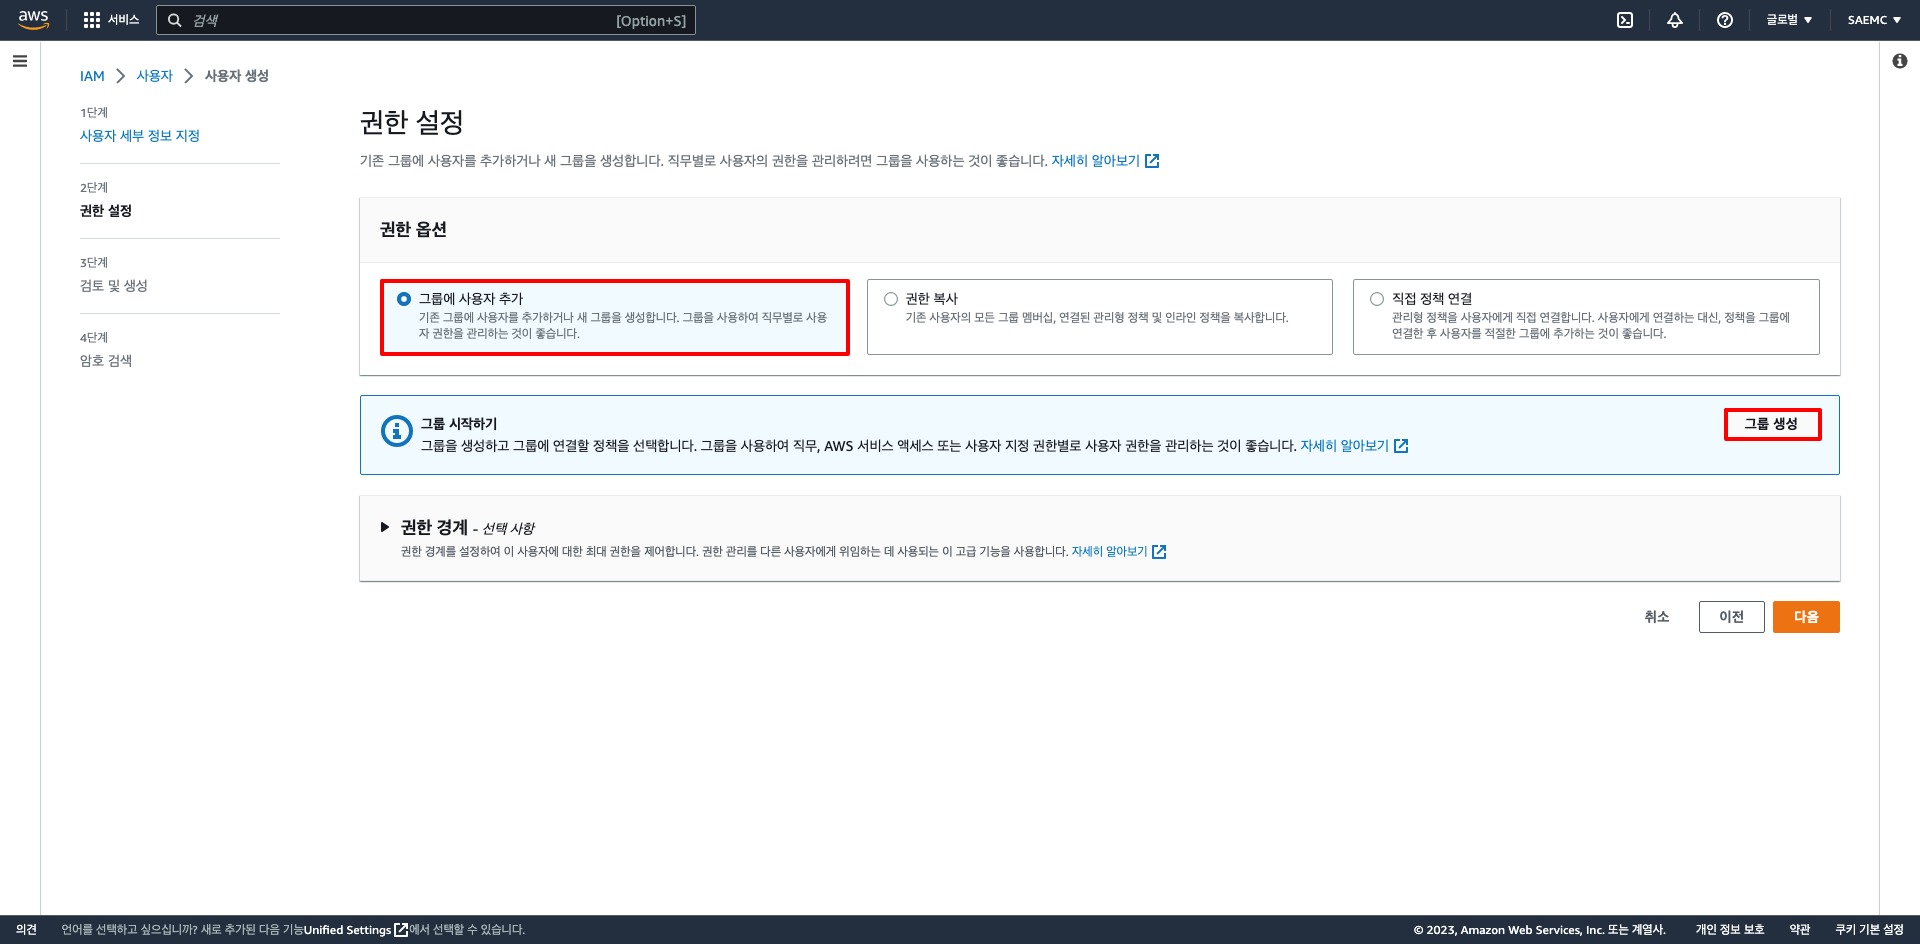 aws
서비스
검색
[Option+S]
글로벌
SAEMC
IAM
사용자
사용자 생성
1단계
사용자 세부 정보 지정
2단계
권한 설정
3단계
검토 및 생성
4단계
암호 검색
권한 설정
기존 그룹에 사용자를 추가하거나 새 그룹을 생성합니다. 직무별로 사용자의 권한을 관리하려면 그룹을 사용하는 것이 좋습니다. 자세히 알아보기
권한 옵션
그룹에 사용자 추가
기존 그룹에 사용자를 추가하거나 새 그룹을 생성합니다. 그룹을 사용하여 직무별로 사용
자 권한을 관리하는 것이 좋습니다.
권한 복사
기존 사용자의 모든 그룹 멤버십, 연결된 관리형 정책 및 인라인 정책을 복사합니다.
직접 정책 연결
관리형 정책을 사용자에게 직접 연결합니다. 사용자에게 연결하는 대신, 정책을 그룹에
연결한 후 사용자를 적절한 그룹에 추가하는 것이 좋습니다.
그룹 시작하기
그룹을 생성하고 그룹에 연결할 정책을 선택합니다. 그룹을 사용하여 직무, AWS 서비스 액세스 또는 사용자 지정 권한별로 사용자 권한을 관리하는 것이 좋습니다. 자세히 알아보기
그룹 생성
권한 경계 - 선택 사항
권한 경계를 설정하여 이 사용자에 대한 최대 권한을 제어합니다. 권한 관리를 다른 사용자에게 위임하는 데 사용되는 이 고급 기능을 사용합니다. 자세히 알아보기
취소
이전
다음
의견
언어를 선택하고 싶으십니까? 새로 추가된 다음 기능Unified Settings에서 선택할 수 있습니다.
© 2023, Amazon Web Services, Inc. 또는 계열사.
개인 정보 보호
약관
쿠키 기본 설정